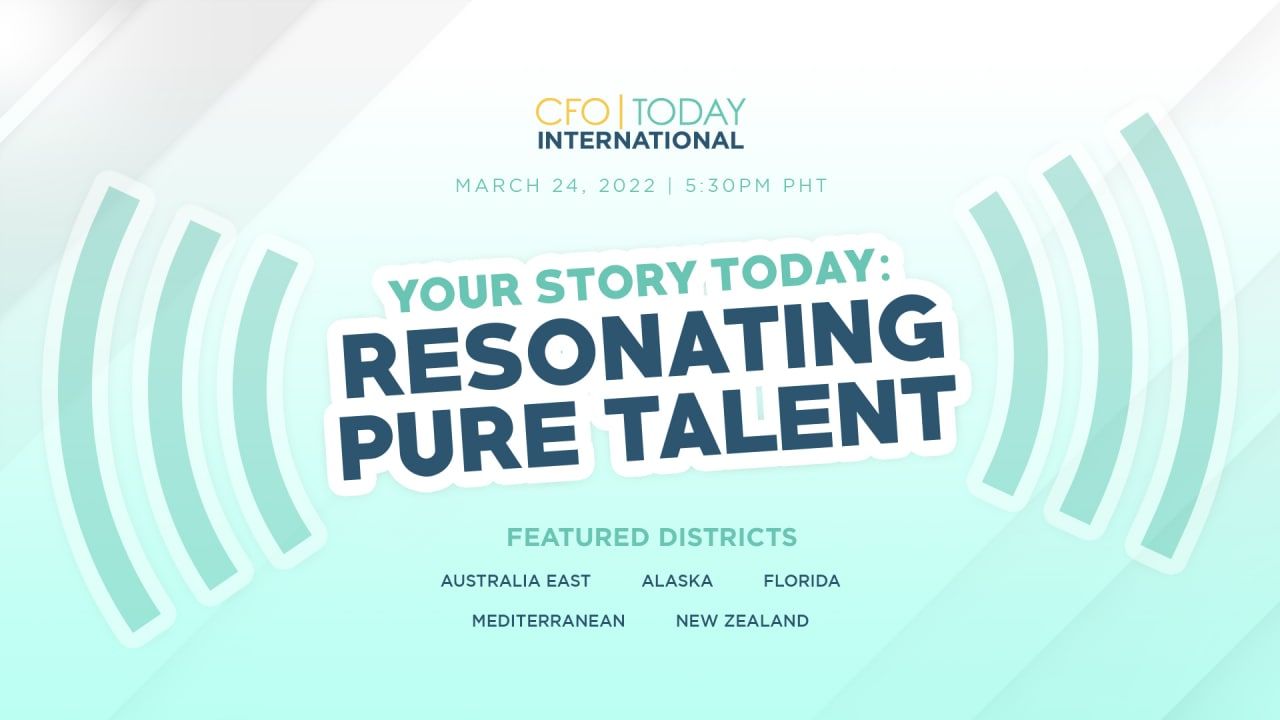 CFO|TODAY
INTERNATIONAL
MARCH 24, 2022 | 5:30PM PHT
YOUR STORY TODAY:
RESONATING
PURE TALENT
FEATURED DISTRICTS
AUSTRALIA EAST ALASKA FLORIDA
MEDITERRANEAN NEW ZEALAND